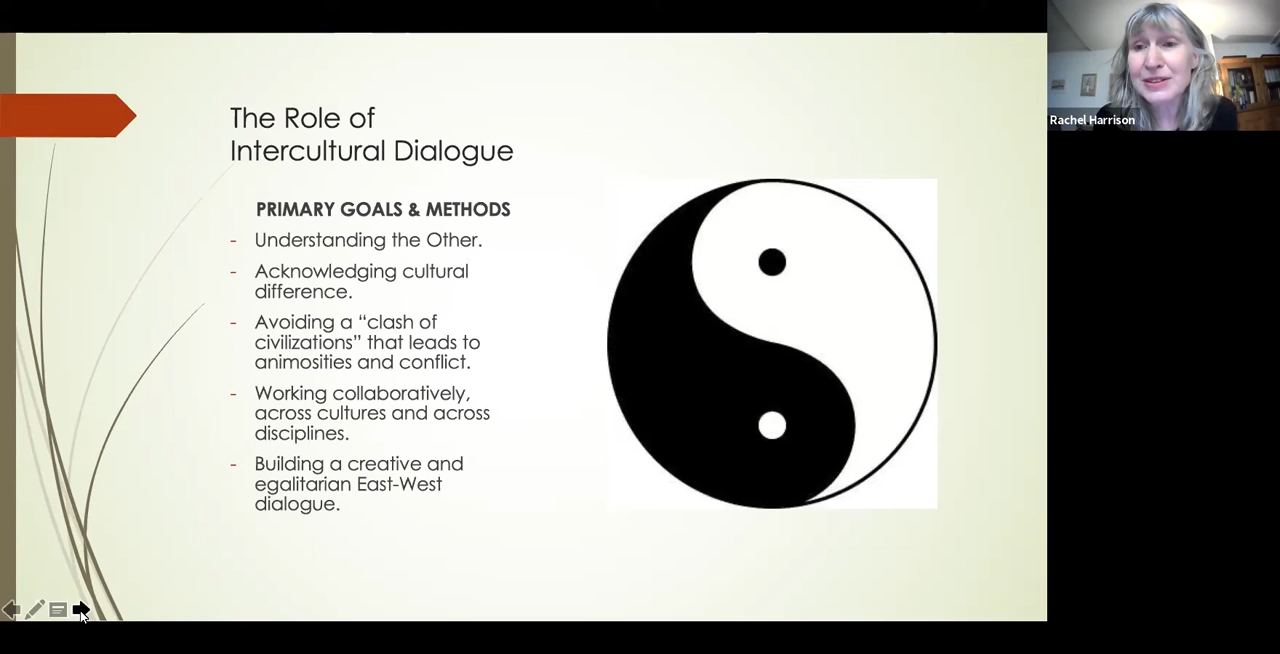 The Role of
Intercultural Dialogue
PRIMARY GOALS & METHODS
- Understanding the Other.
- Acknowledging cultural
difference.
- Avoiding a “clash of
civilizations” that leads to
animosities and conflict.
- Working collaboratively,
across cultures and across
disciplines.
- Building a creative and
egalitarian East-West
dialogue.
Rachel Harrison